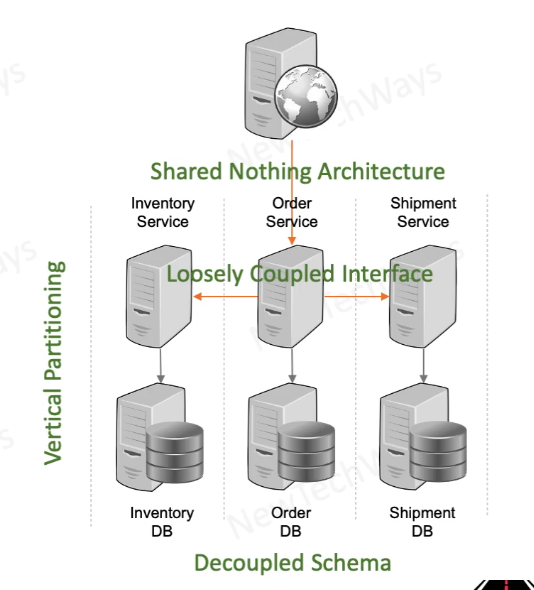 Shared Nothing Architecture
Inventory
Service
Order
Service
Shipment
Service
Loosely Coupled Interface
Vertical Partitioning
Inventory
DB
Order
DB
Shipment
DB
Decoupled Schema
NewTechWays